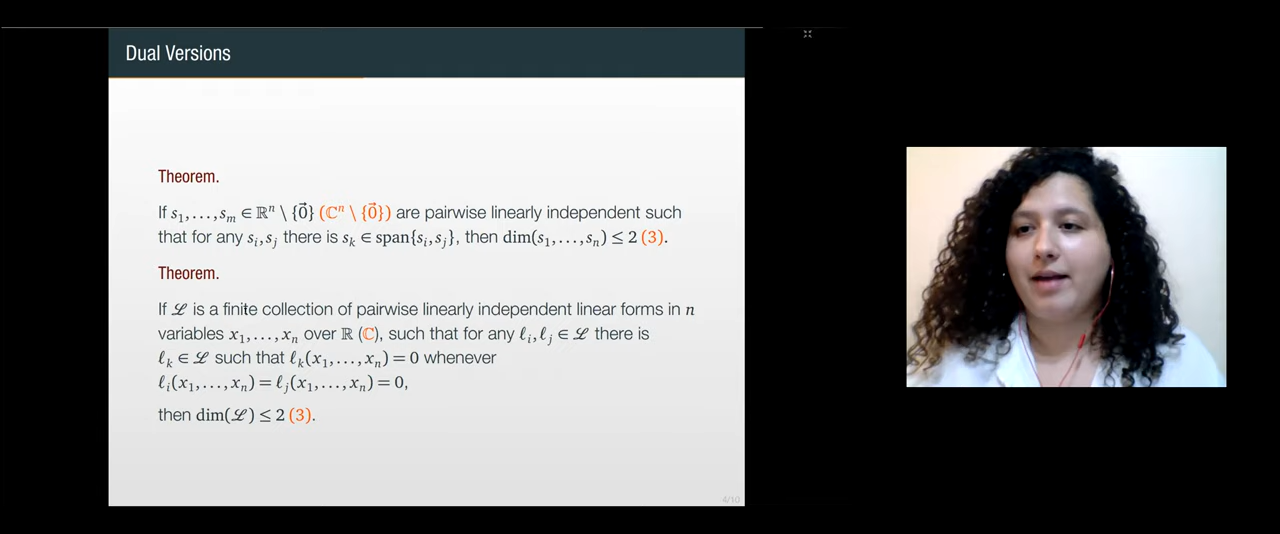 Dual Versions
Theorem.
If s₁,…,sₘ ∈ ℝⁿ \ {0⃗} (ℂⁿ \ {0⃗}) are pairwise linearly independent such
that for any sᵢ,sⱼ there is sₖ ∈ span{sᵢ,sⱼ}, then dim(s₁,…,sₙ) ≤ 2 (3).
Theorem.
If ℒ is a finite collection of pairwise linearly independent linear forms in n
variables x₁,…,xₙ over ℝ (ℂ), such that for any ℓᵢ,ℓⱼ ∈ ℒ there is
ℓₖ ∈ ℒ such that ℓₖ(x₁,…,xₙ) = 0 whenever
ℓᵢ(x₁,…,xₙ) = ℓⱼ(x₁,…,xₙ) = 0,
then dim(ℒ) ≤ 2 (3).
4/10